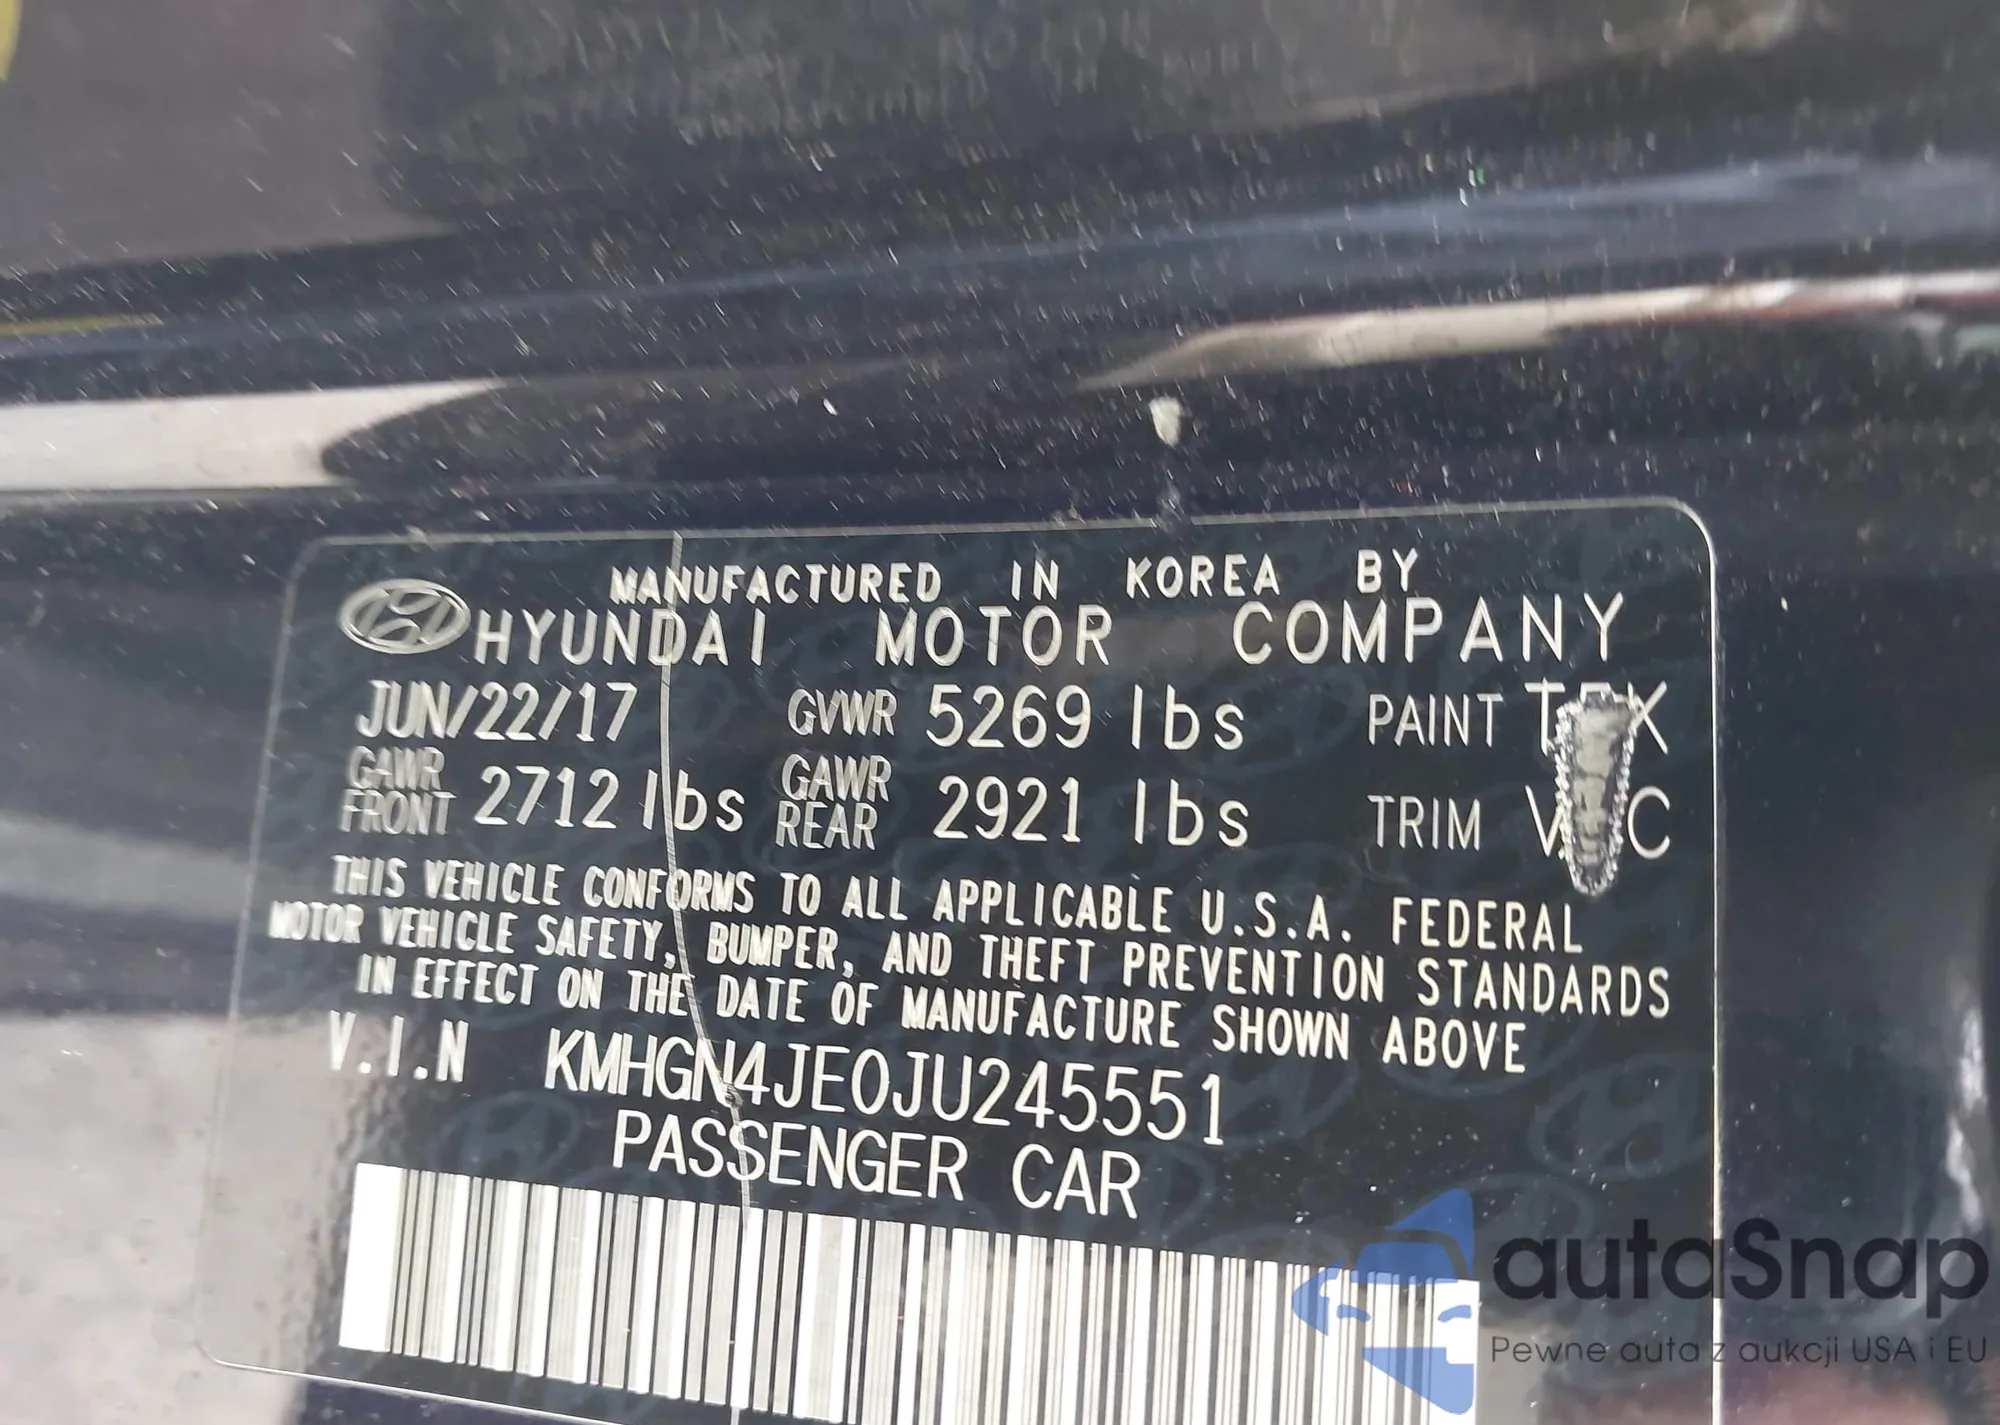 MANUFACTURED IN KOREA BY
HYUNDAI MOTOR COMPANY
JUN/22/17 GVWR 5269 lbs PAINT
GAWR FRONT 2712 lbs GAWR REAR 2921 lbs TRIM
THIS VEHICLE CONFORMS TO ALL APPLICABLE U.S.A. FEDERAL
MOTOR VEHICLE SAFETY, BUMPER, AND THEFT PREVENTION STANDARDS
IN EFFECT ON THE DATE OF MANUFACTURE SHOWN ABOVE
V.I.N KMHGN4JE0JU245551
PASSENGER CAR
autoSnap
Pewne auta z aukcji USA i EU